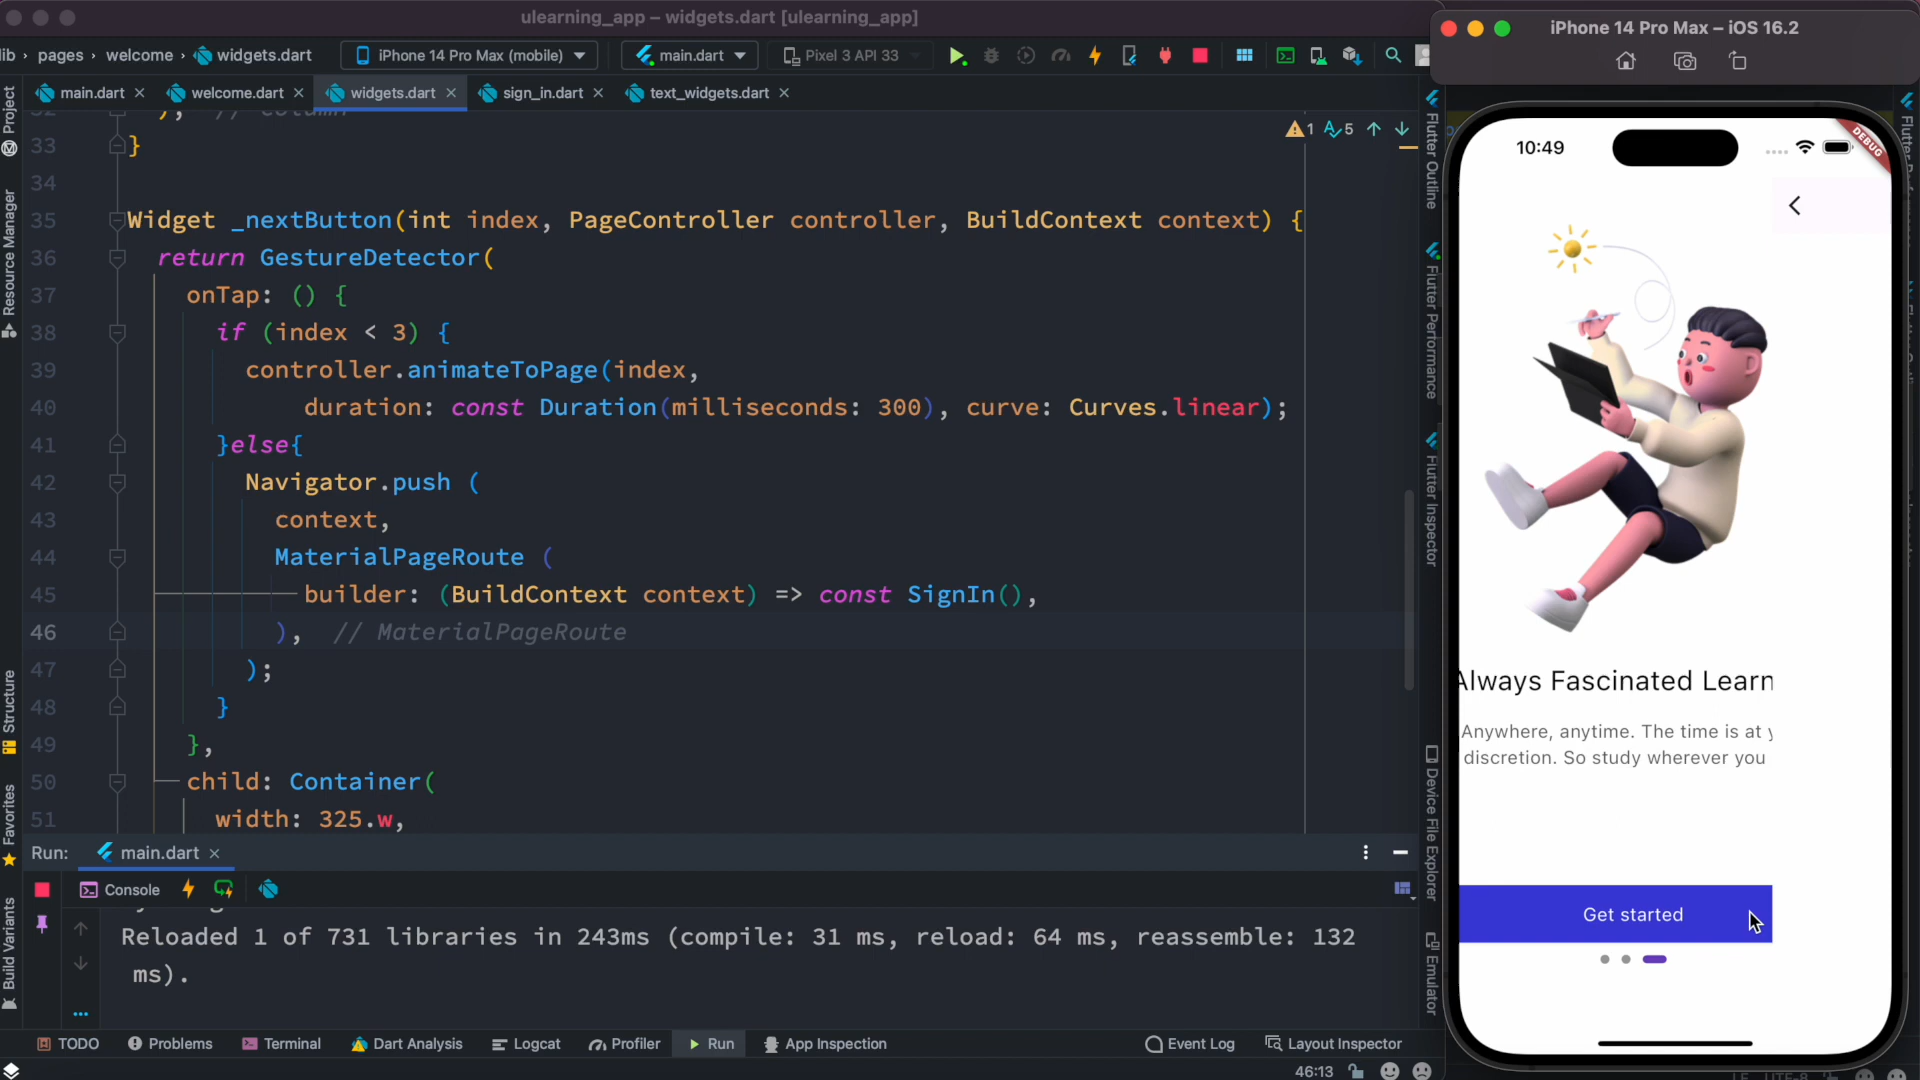 ulearning_app – widgets.dart [ulearning_app]
lib › pages › welcome › widgets.dart
iPhone 14 Pro Max (mobile)
main.dart
Pixel 3 API 33
main.dart
welcome.dart
widgets.dart
sign_in.dart
text_widgets.dart
1
5
33 }
34
35 Widget _nextButton(int index, PageController controller, BuildContext context) {
36 return GestureDetector(
37 onTap: () {
38 if (index < 3) {
39 controller.animateToPage(index,
40 duration: const Duration(milliseconds: 300), curve: Curves.linear);
41 }else{
42 Navigator.push (
43 context,
44 MaterialPageRoute (
45 builder: (BuildContext context) => const SignIn(),
46 ), // MaterialPageRoute
47 );
48 }
49 },
50 child: Container(
51 width: 325.w,
Project
Resource Manager
Structure
Favorites
Build Variants
Flutter Outline
Flutter Performance
Flutter Inspector
Device File Explorer
Emulator
Run:
main.dart
Console
Reloaded 1 of 731 libraries in 243ms (compile: 31 ms, reload: 64 ms, reassemble: 132
ms).
TODO
Problems
Terminal
Dart Analysis
Logcat
Profiler
Run
App Inspection
Event Log
Layout Inspector
46:13
iPhone 14 Pro Max – iOS 16.2
10:49
DEBUG
Always Fascinated Learn
Anywhere, anytime. The time is at
discretion. So study wherever you
Get started